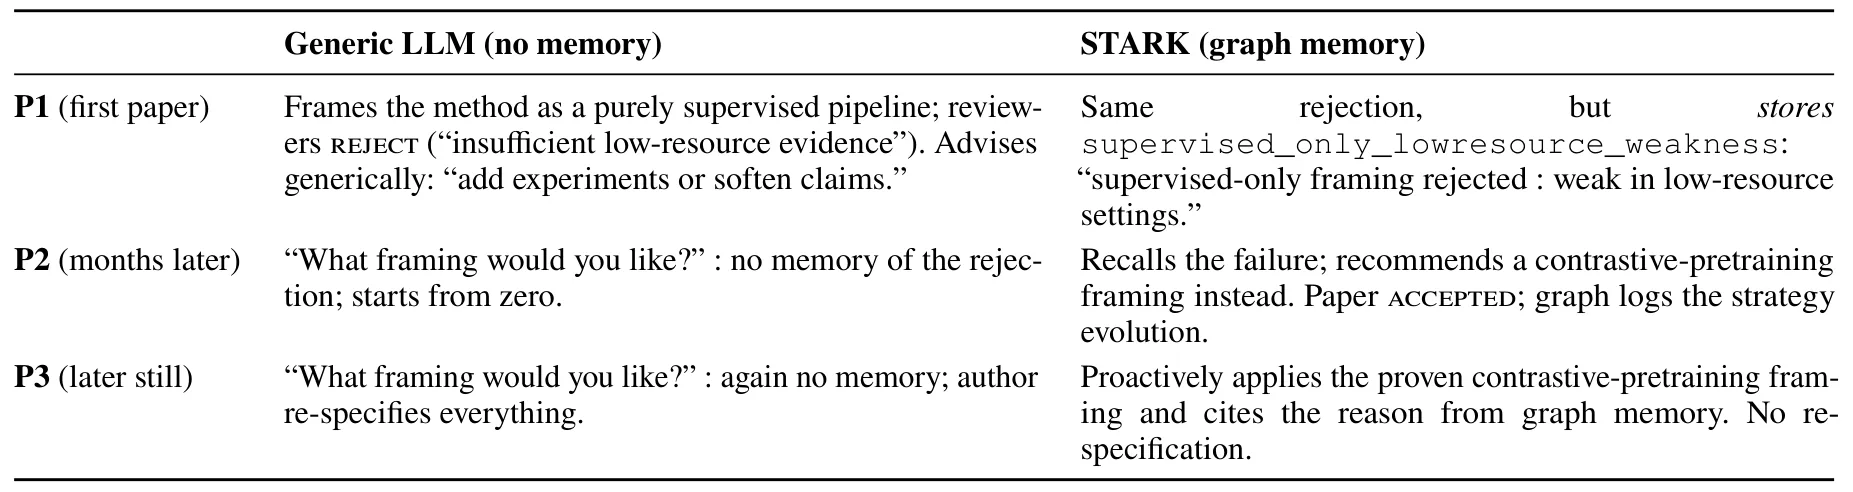 Generic LLM (no memory) STARK (graph memory)
P1 (first paper) Frames the method as a purely supervised pipeline; review-
ers REJECT (“insufficient low-resource evidence”). Advises
generically: “add experiments or soften claims.”
Same rejection, but stores
supervised_only_lowresource_weakness:
“supervised-only framing rejected : weak in low-resource
settings.”
P2 (months later) “What framing would you like?” : no memory of the rejec-
tion; starts from zero.
Recalls the failure; recommends a contrastive-pretraining
framing instead. Paper ACCEPTED; graph logs the strategy
evolution.
P3 (later still) “What framing would you like?” : again no memory; author
re-specifies everything.
Proactively applies the proven contrastive-pretraining fram-
ing and cites the reason from graph memory. No re-
specification.